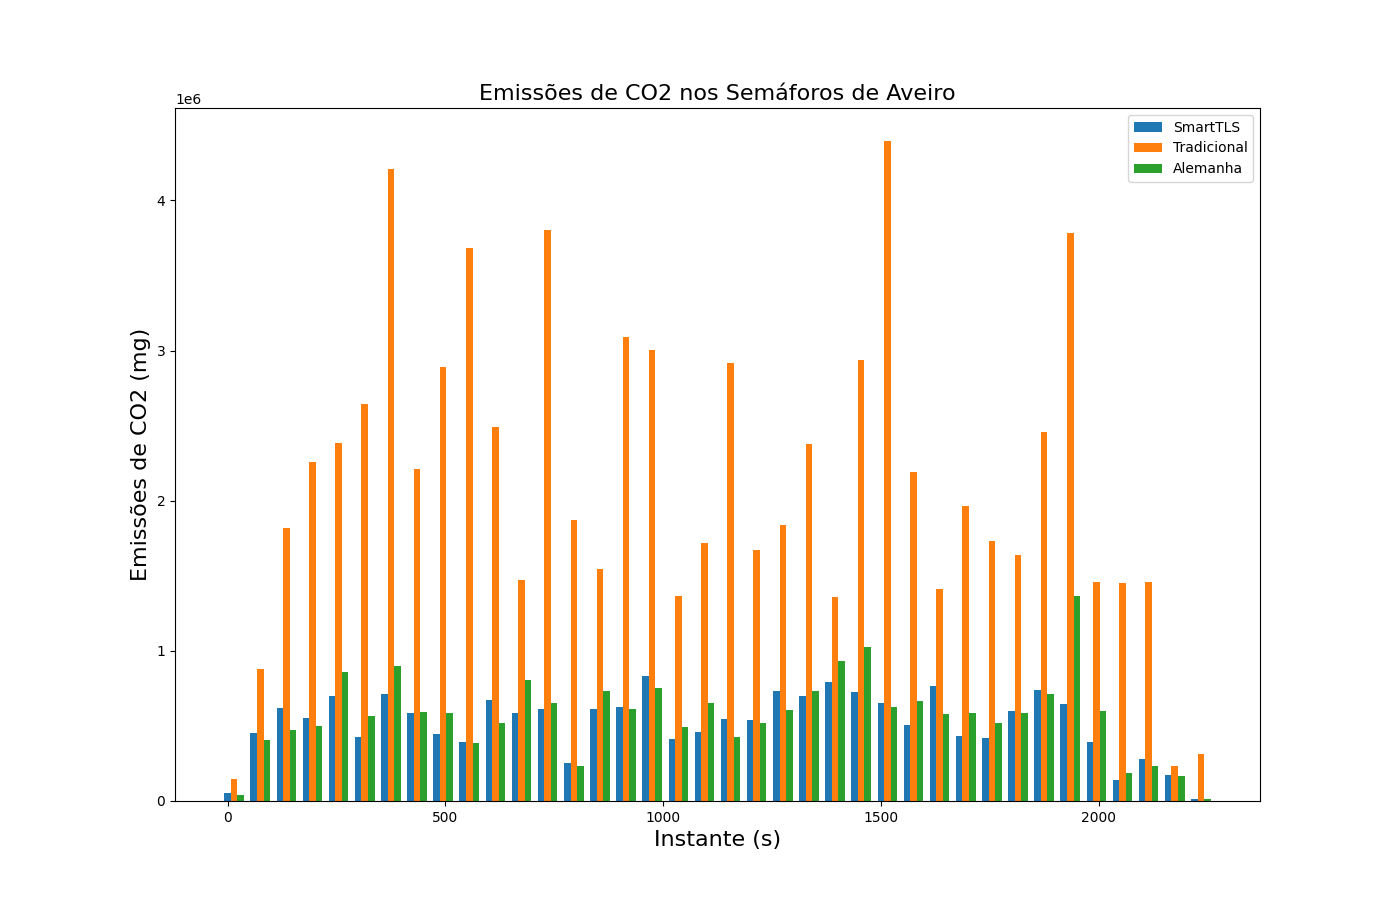 Emissões de CO2 nos Semáforos de Aveiro
1e6
SmartTLS
Tradicional
Alemanha
4
3
2
1
0
Emissões de CO2 (mg)
0 500 1000 1500 2000
Instante (s)